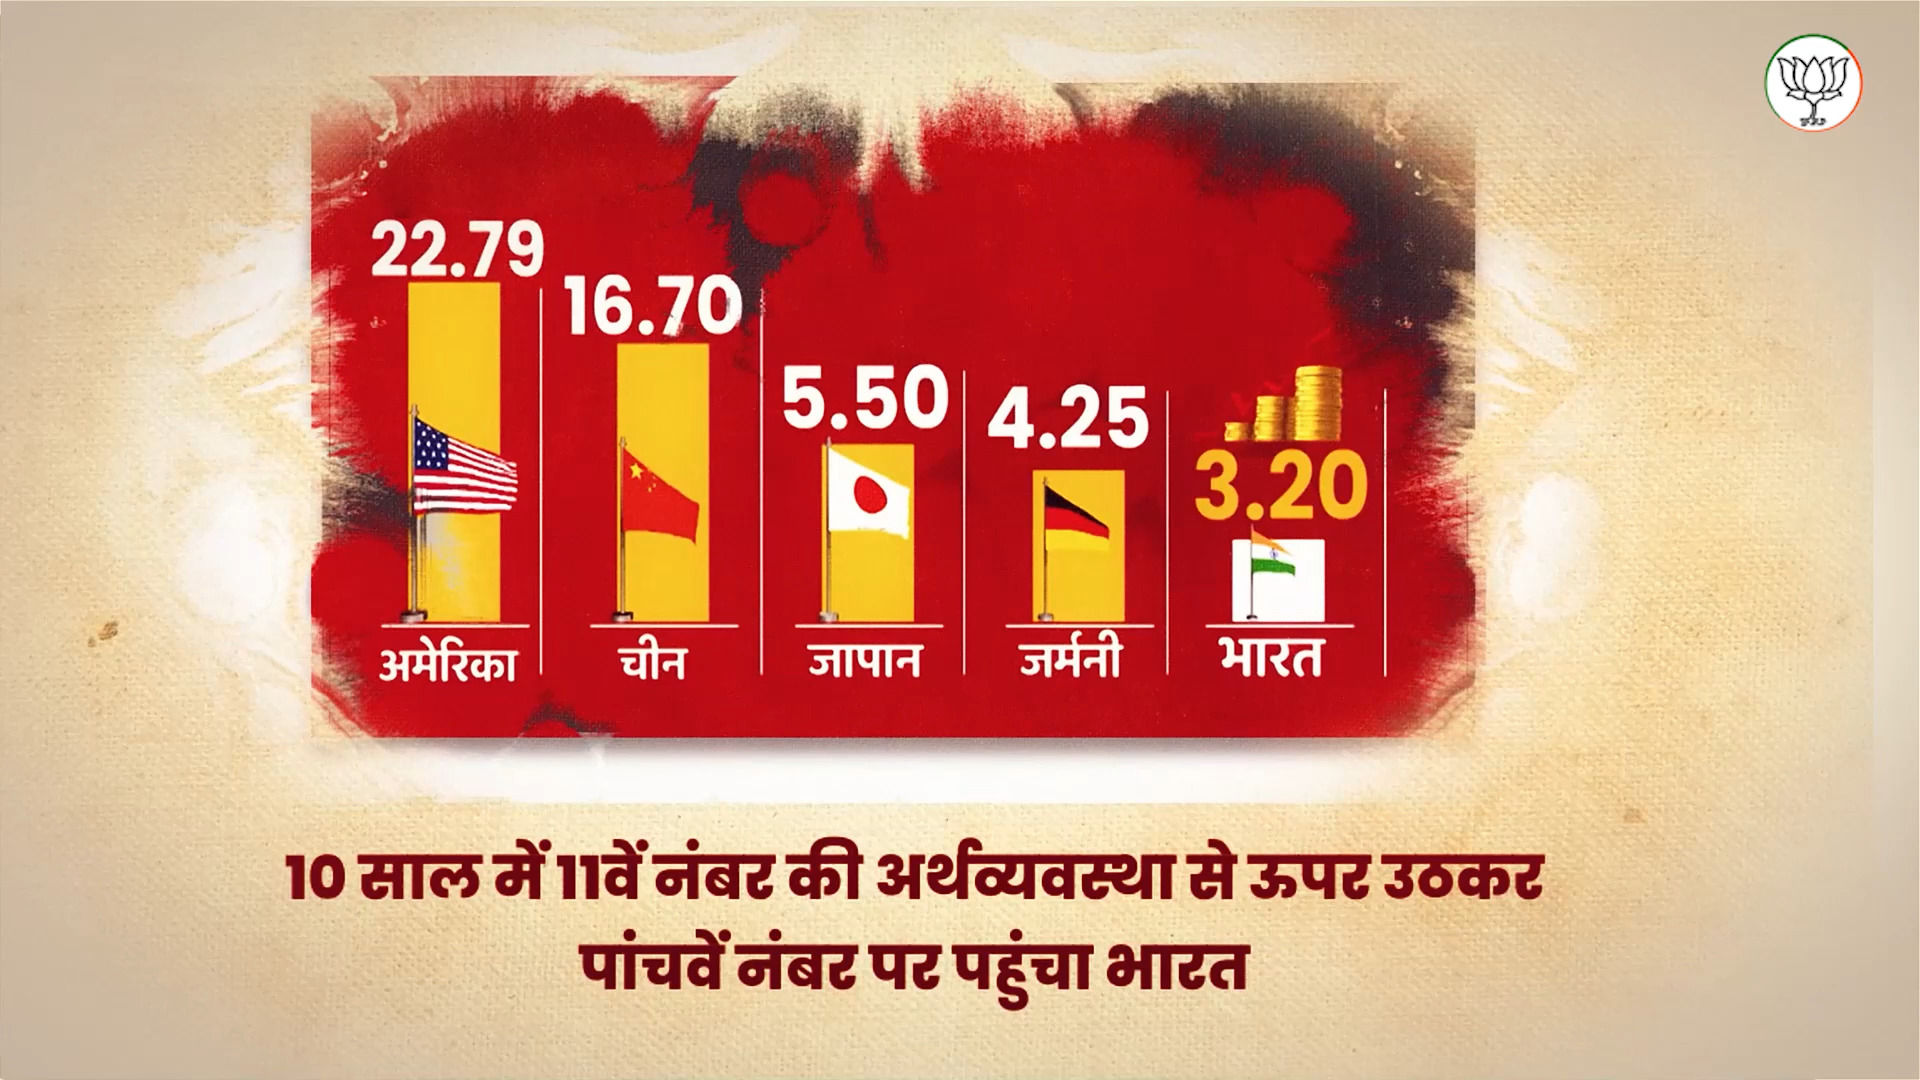 22.79
16.70
5.50
4.25
3.20
अमेरिका
चीन
जापान
जर्मनी
भारत
10 साल में 11वें नंबर की अर्थव्यवस्था से ऊपर उठकर
पांचवें नंबर पर पहुंचा भारत